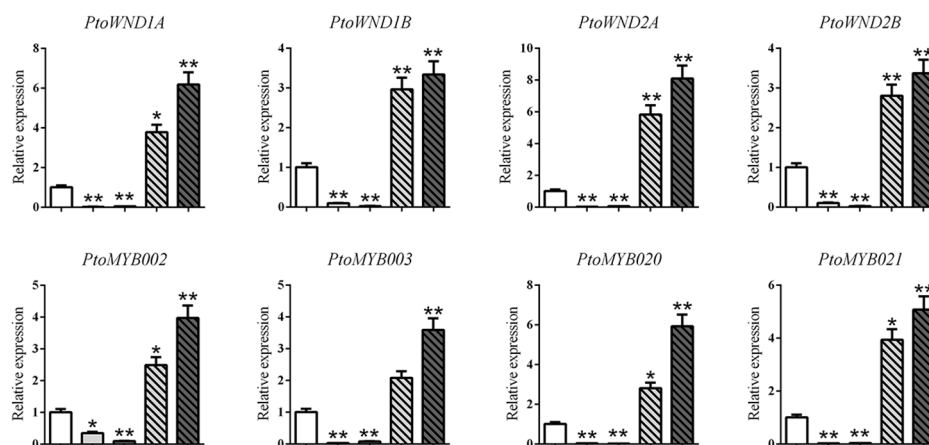 PtoWND1A PtoWND1B PtoWND2A PtoWND2B
Relative expression
8
6
4
2
0
** ** * **
Relative expression
4
3
2
1
0
** ** ** **
Relative expression
10
8
6
4
2
0
** ** ** **
Relative expression
4
3
2
1
0
** ** ** **
PtoMYB002 PtoMYB003 PtoMYB020 PtoMYB021
Relative expression
5
4
3
2
1
0
* ** * **
Relative expression
5
4
3
2
1
0
** ** **
Relative expression
8
6
4
2
0
** ** * **
Relative expression
6
4
2
0
** ** * **